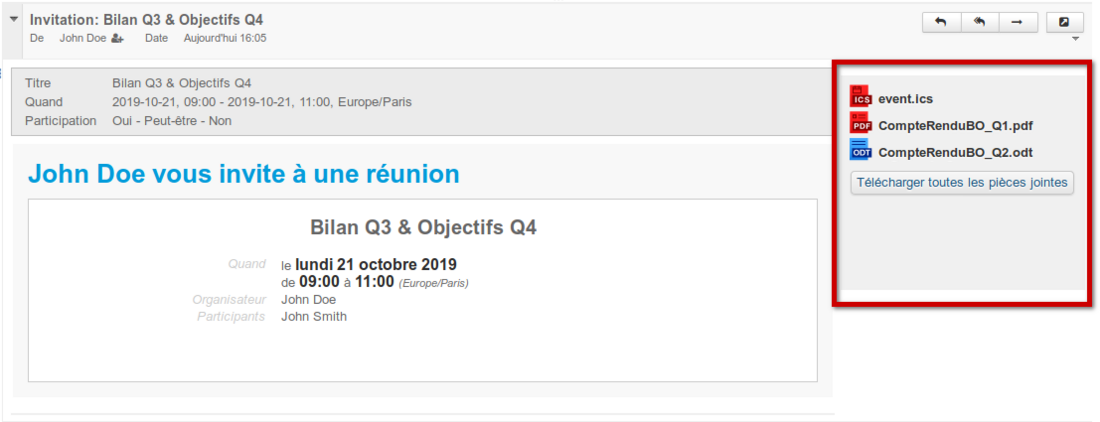 Invitation: Bilan Q3 & Objectifs Q4
De John Doe Date Aujourd'hui 16:05
Titre Bilan Q3 & Objectifs Q4
Quand 2019-10-21, 09:00 - 2019-10-21, 11:00, Europe/Paris
Participation Oui - Peut-être - Non
John Doe vous invite à une réunion
Bilan Q3 & Objectifs Q4
Quand le lundi 21 octobre 2019
de 09:00 à 11:00 (Europe/Paris)
Organisateur John Doe
Participants John Smith
ICS event.ics
PDF CompteRenduBO_Q1.pdf
ODT CompteRenduBO_Q2.odt
Télécharger toutes les pièces jointes